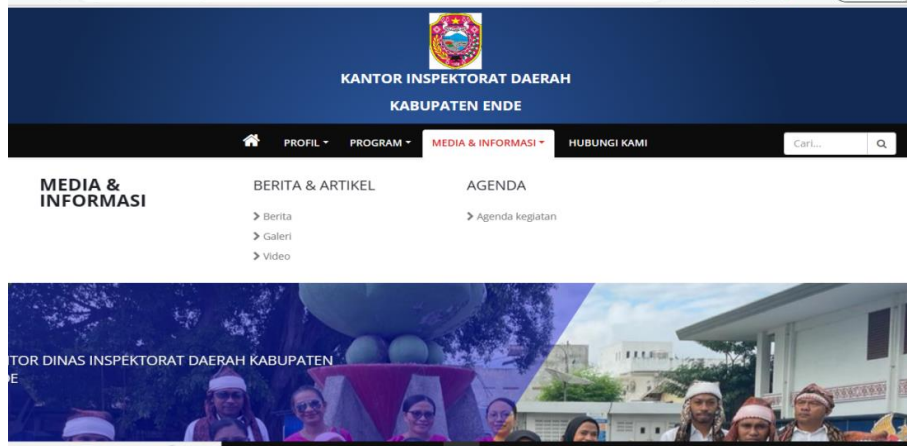 KANTOR INSPEKTORAT DAERAH
KABUPATEN ENDE
PROFIL PROGRAM MEDIA & INFORMASI HUBUNGI KAMI Cari...
MEDIA &
INFORMASI
BERITA & ARTIKEL
Berita
Galeri
Video
AGENDA
Agenda kegiatan
DINAS INSPEKTORAT DAERAH KABUPATEN